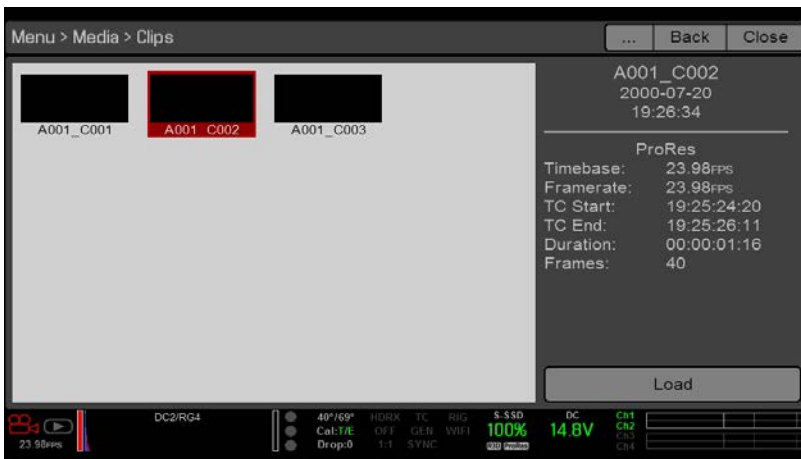 Menu > Media > Clips
... Back Close
A001_C001 A001_C002 A001_C003
A001_C002
2000-07-20
19:26:34
ProRes
Timebase: 23.98FPS
Framerate: 23.98FPS
TC Start: 19:25:24:20
TC End: 19:25:26:11
Duration: 00:00:01:16
Frames: 40
Load
DC2/RG4
23.98FPS
40°/69° HDRX TC RIG
Cal:T/E OFF GEN WIFI
Drop:0 1:1 SYNC
S-SSD
100%
R3D ProRes
DC
14.8V
Ch1
Ch2
Ch3
Ch4